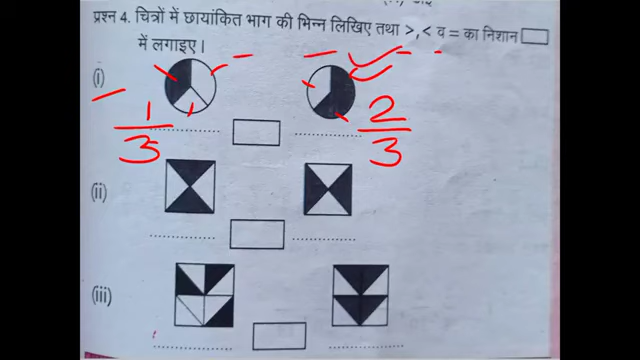 प्रश्न 4. चित्रों में छायांकित भाग की भिन्न लिखिए तथा >, < व = का निशान
में लगाइए।
(i)
1/3
2/3
(ii)
(iii)